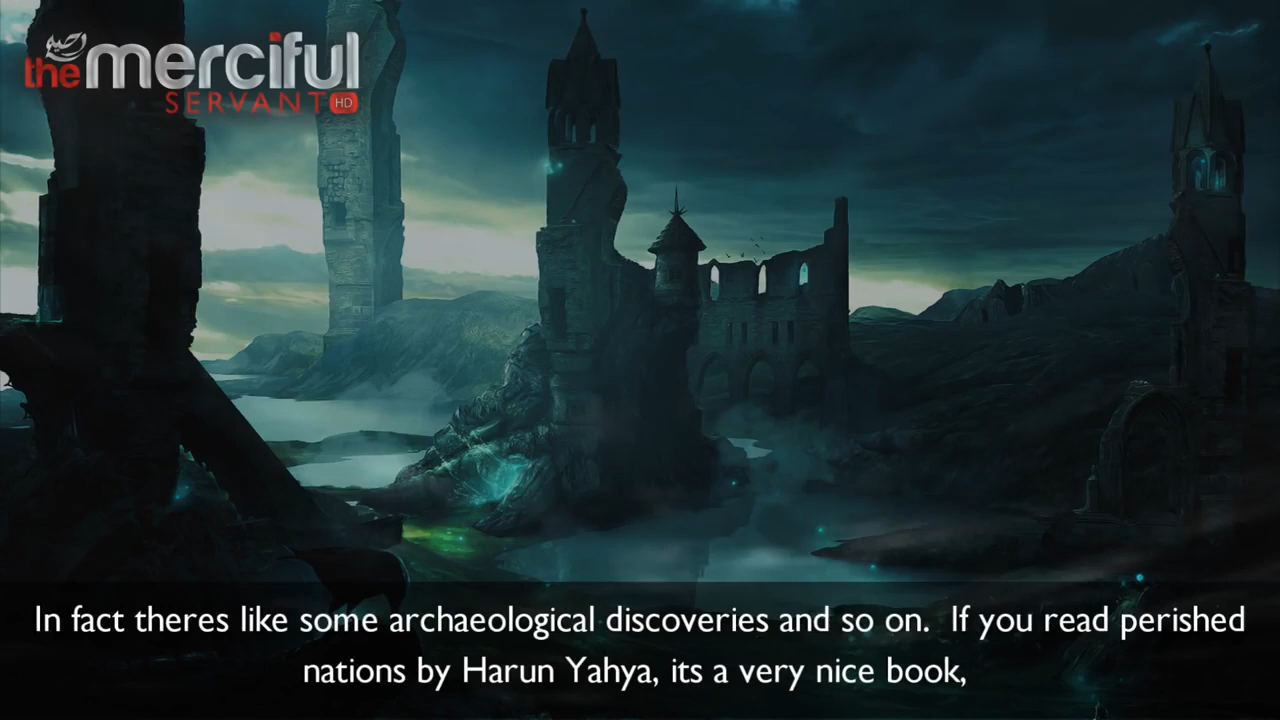 the merciful
SERVANT HD
In fact theres like some archaeological discoveries and so on. If you read perished
nations by Harun Yahya, its a very nice book,